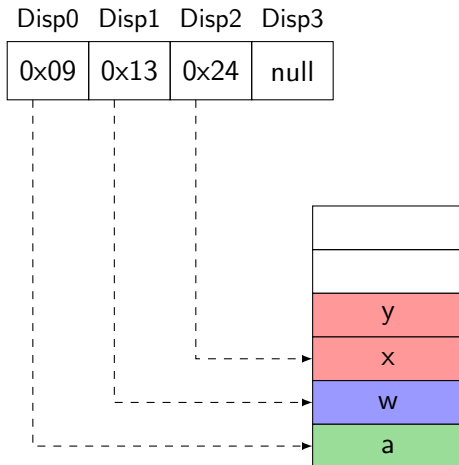 Disp0 Disp1 Disp2 Disp3
0x09 0x13 0x24 null
y
x
w
a